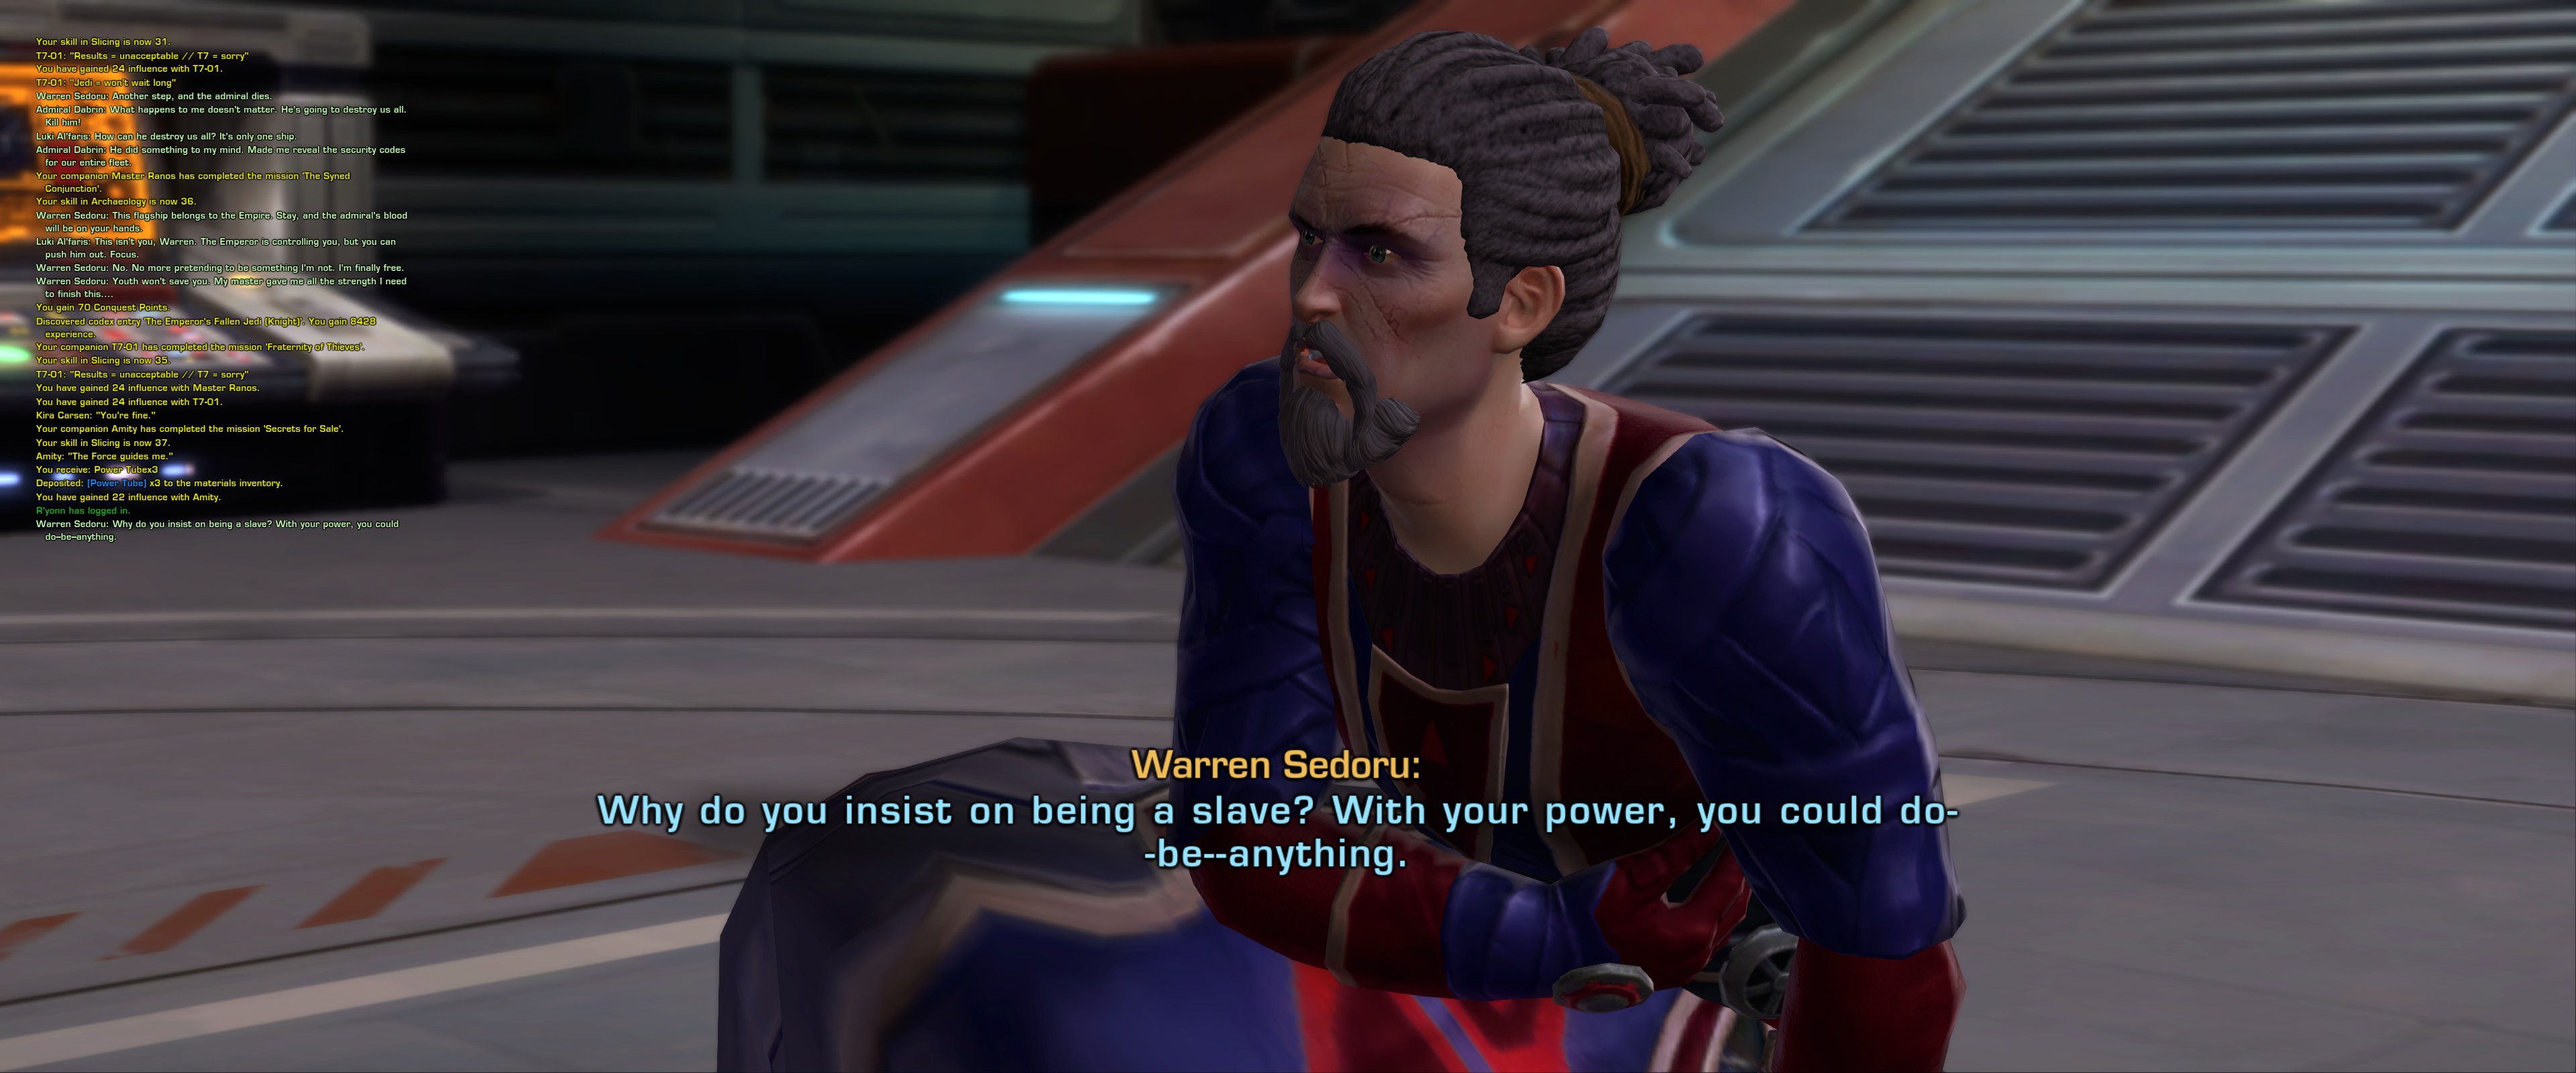 Your skill in Slicing is now 31.
T7-01: "Results = unacceptable // T7 = sorry"
You have gained 24 influence with T7-01.
T7-01: "Jedi = won't wait long"
Warren Sedoru: Another step, and the admiral dies.
Admiral Dabrin: What happens to me doesn't matter. He's going to destroy us all.
Kill him!
Luki Al'faris: How can he destroy us all? It's only one ship.
Admiral Dabrin: He did something to my mind. Made me reveal the security codes
for our entire fleet.
Your companion Master Ranos has completed the mission 'The Syned
Conjunction'.
Your skill in Archaeology is now 36.
Warren Sedoru: This flagship belongs to the Empire. Stay, and the admiral's blood
will be on your hands.
Luki Al'faris: This isn't you, Warren. The Emperor is controlling you, but you can
push him out. Focus.
Warren Sedoru: No. No more pretending to be something I'm not. I'm finally free.
Warren Sedoru: Youth won't save you. My master gave me all the strength I need
to finish this....
You gain 70 Conquest Points.
Discovered codex entry 'The Emperor's Fallen Jedi (Knight)'. You gain 8428
experience.
Your companion T7-01 has completed the mission 'Fraternity of Thieves'.
Your skill in Slicing is now 35.
T7-01: "Results = unacceptable // T7 = sorry"
You have gained 24 influence with Master Ranos.
You have gained 24 influence with T7-01.
Kira Carsen: "You're fine."
Your companion Amity has completed the mission 'Secrets for Sale'.
Your skill in Slicing is now 37.
Amity: "The Force guides me."
You receive: Power Tubex3
Deposited: [Power Tube] x3 to the materials inventory.
You have gained 22 influence with Amity.
R'yonn has logged in.
Warren Sedoru: Why do you insist on being a slave? With your power, you could
do--be--anything.
Warren Sedoru:
Why do you insist on being a slave? With your power, you could do-
-be--anything.